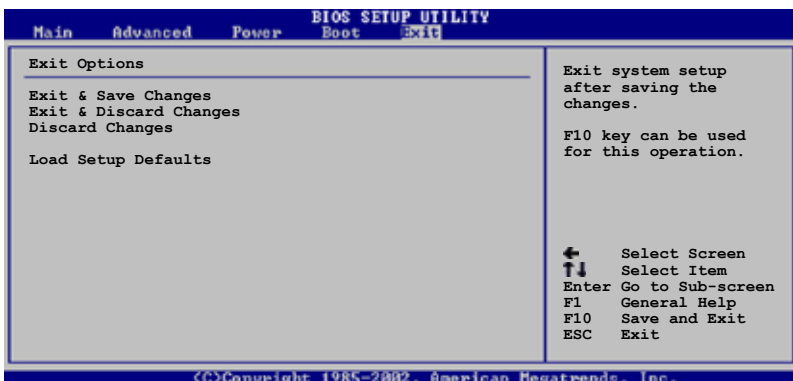 BIOS SETUP UTILITY
Main Advanced Power Boot Exit
Exit Options
Exit & Save Changes
Exit & Discard Changes
Discard Changes
Load Setup Defaults
Exit system setup
after saving the
changes.
F10 key can be used
for this operation.
← Select Screen
↑↓ Select Item
Enter Go to Sub-screen
F1 General Help
F10 Save and Exit
ESC Exit
(C)Copyright 1985-2002, American Megatrends, Inc.